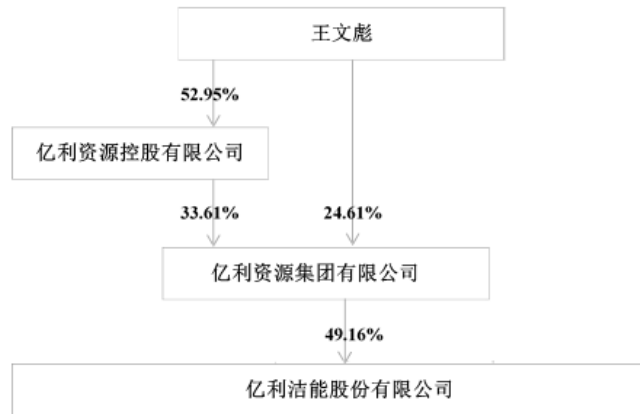 王文彪
52.95%
亿利资源控股有限公司
33.61%
24.61%
亿利资源集团有限公司
49.16%
亿利洁能股份有限公司